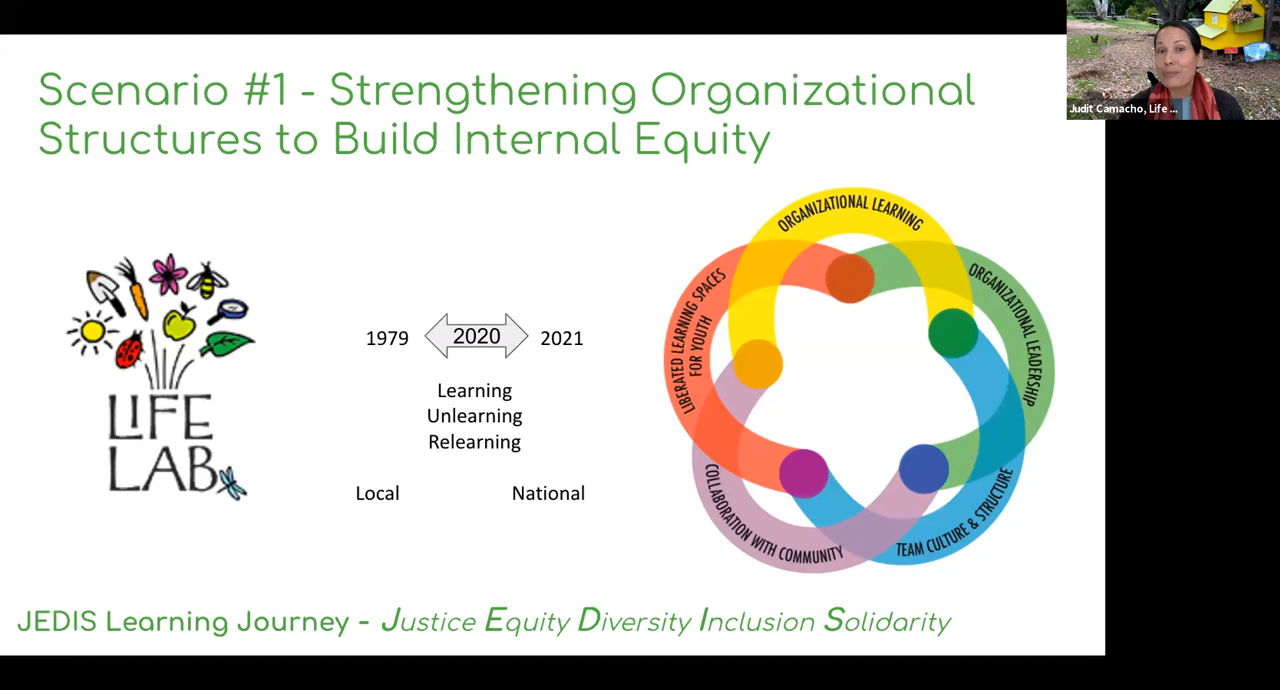 Scenario #1 - Strengthening Organizational
Structures to Build Internal Equity
Judit Camacho, Life ...
LIFE
LAB
1979
2020
2021
Learning
Unlearning
Relearning
Local
National
ORGANIZATIONAL LEARNING
ORGANIZATIONAL LEADERSHIP
TEAM CULTURE & STRUCTURE
COLLABORATION WITH COMMUNITY
LIBERATED LEARNING SPACES
FOR YOUTH
JEDIS Learning Journey - Justice Equity Diversity Inclusion Solidarity